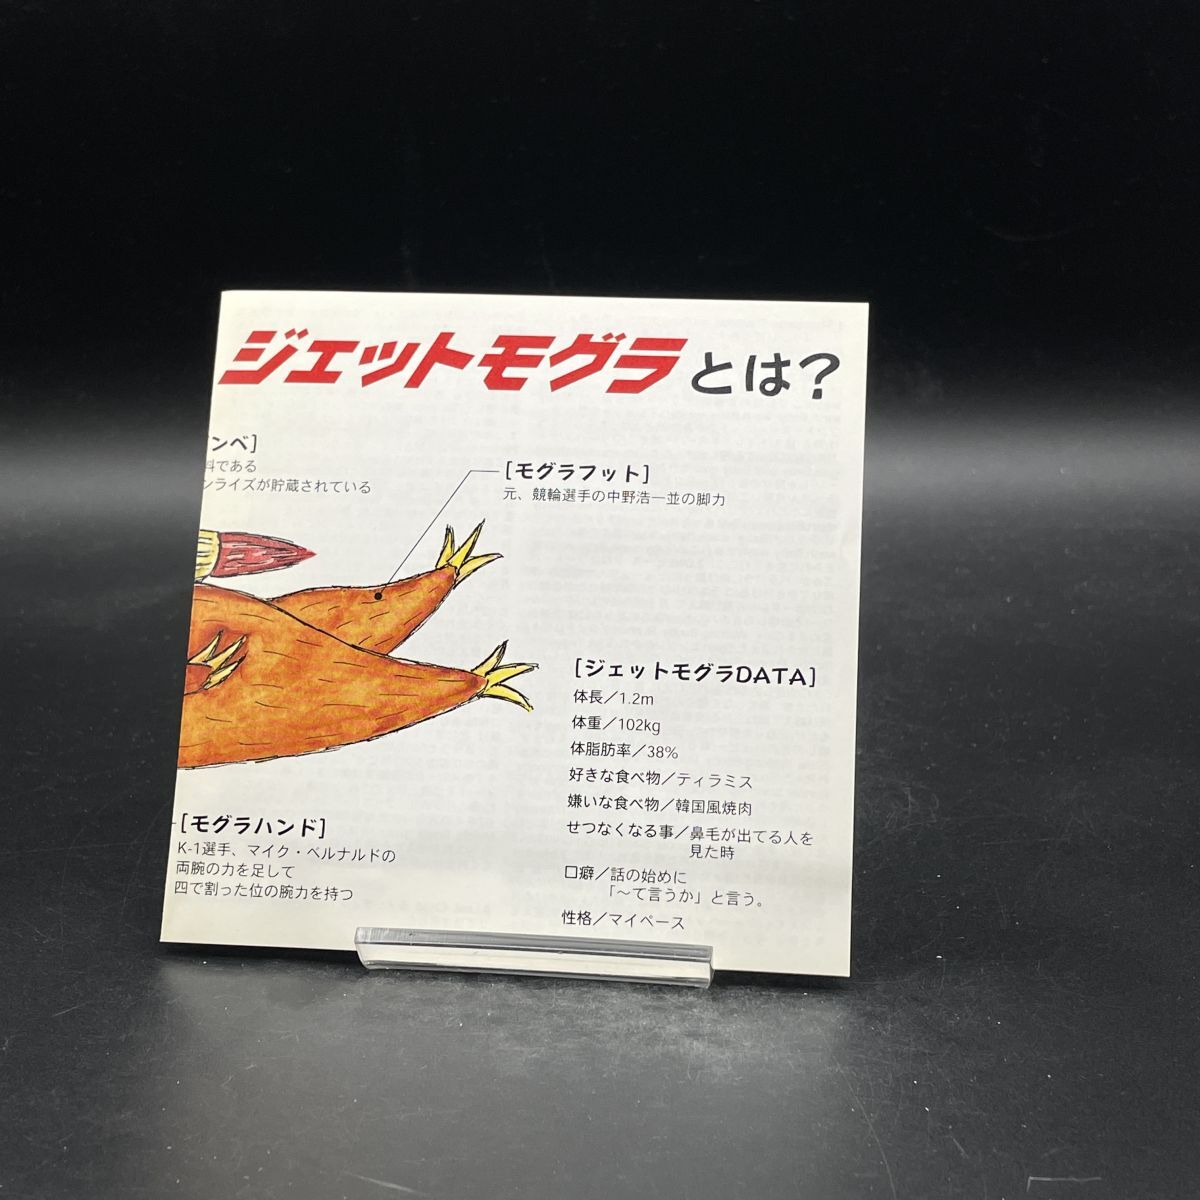 ジェットモグラとは?
ンベ]
料である
ンライズが貯蔵されている
[モグラフット]
元、競輪選手の中野浩一並の脚力
[ジェットモグラDATA]
体長/1.2m
体重/102kg
体脂肪率/38%
好きな食べ物/ティラミス
嫌いな食べ物/韓国風焼肉
せつなくなる事/鼻毛が出てる人を
見た時
口癖/話の始めに
「〜て言うか」と言う。
性格/マイペース
[モグラハンド]
K-1選手、マイク・ベルナルドの
両腕の力を足して
四で割った位の腕力を持つ